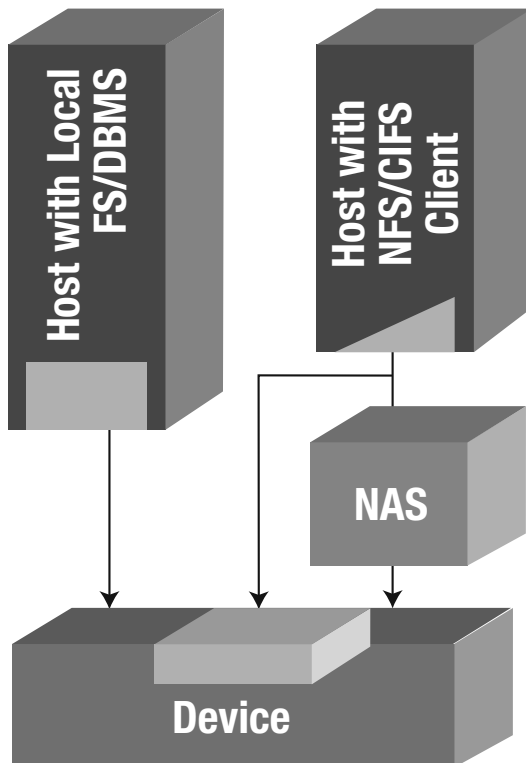 Host with Local
FS/DBMS
Host with
NFS/CIFS
Client
NAS
Device